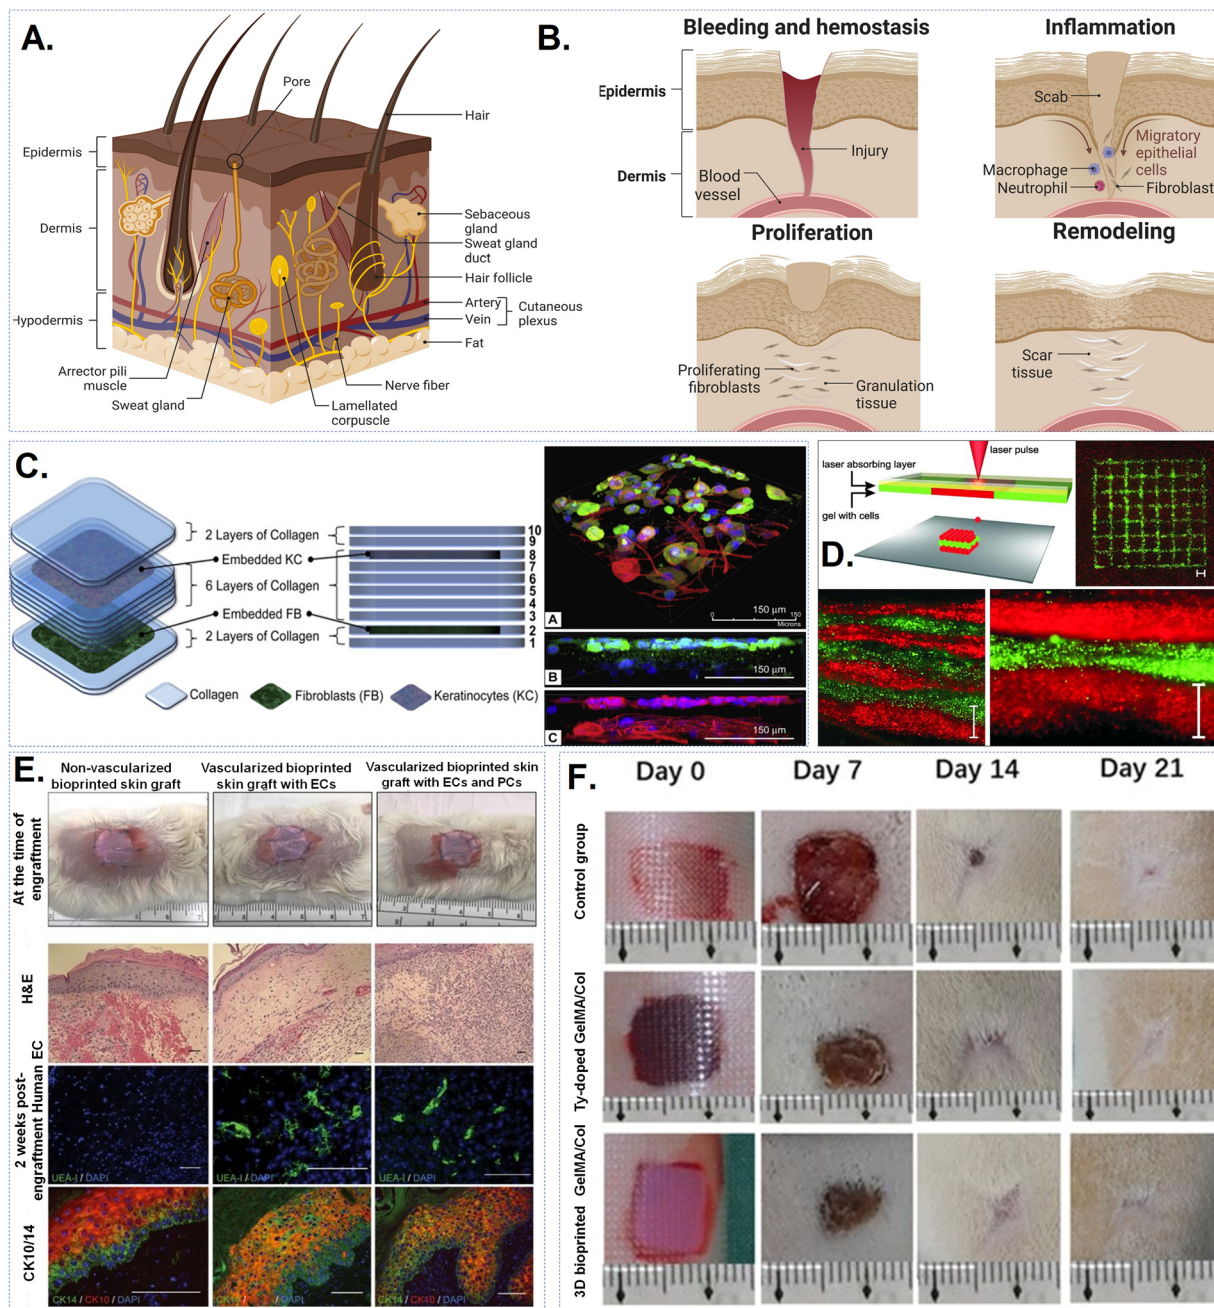 A.
Pore
Hair
Epidermis
Dermis
Sebaceous
gland
Sweat gland
duct
Hair follicle
Artery
Vein
Cutaneous
plexus
Hypodermis
Fat
Arrector pili
muscle
Sweat gland
Lamellated
corpuscle
Nerve fiber
B.
Bleeding and hemostasis
Epidermis
Dermis
Injury
Blood
vessel
Inflammation
Scab
Migratory
epithelial
cells
Macrophage
Neutrophil
Fibroblast
Proliferation
Proliferating
fibroblasts
Granulation
tissue
Remodeling
Scar
tissue
C.
2 Layers of Collagen
Embedded KC
6 Layers of Collagen
Embedded FB
2 Layers of Collagen
10
9
8
7
6
5
4
3
2
1
Collagen
Fibroblasts (FB)
Keratinocytes (KC)
A
150 μm
150
Microns
B
150 μm
C
150 μm
D.
laser pulse
laser absorbing layer
gel with cells
E.
Non-vascularized
bioprinted skin graft
Vascularized bioprinted
skin graft with ECs
Vascularized bioprinted skin
graft with ECs and PCs
At the time of
engraftment
H&E
2 weeks post-
engraftment Human EC
UEA-I / DAPI
UEA-I / DAPI
UEA-I / DAPI
CK10/14
CK14 / CK10 / DAPI
CK14 / / DAPI
CK14 / CK10 / DAPI
F.
Day 0
Day 7
Day 14
Day 21
Control group
Ty-doped GelMA/Col
3D bioprinted GelMA/Col